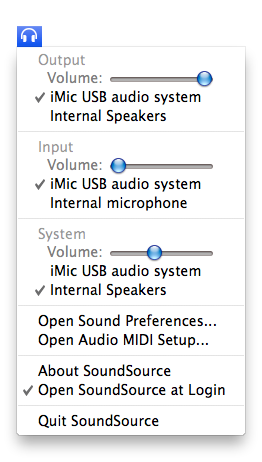 Output
Volume:
iMic USB audio system
Internal Speakers
Input
Volume:
iMic USB audio system
Internal microphone
System
Volume:
iMic USB audio system
Internal Speakers
Open Sound Preferences...
Open Audio MIDI Setup...
About SoundSource
Open SoundSource at Login
Quit SoundSource